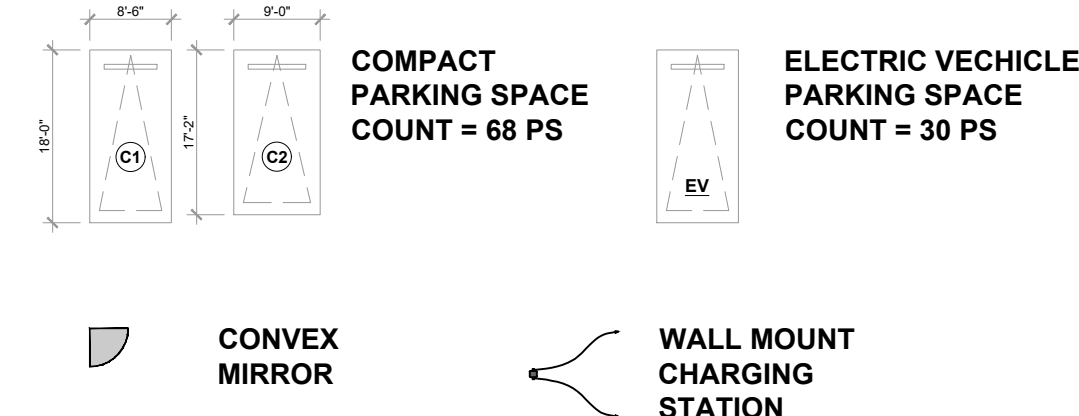 8'-6"
9'-0"
18'-0"
17'-2"
C1
C2
COMPACT
PARKING SPACE
COUNT = 68 PS
EV
ELECTRIC VECHICLE
PARKING SPACE
COUNT = 30 PS
CONVEX
MIRROR
WALL MOUNT
CHARGING
STATION